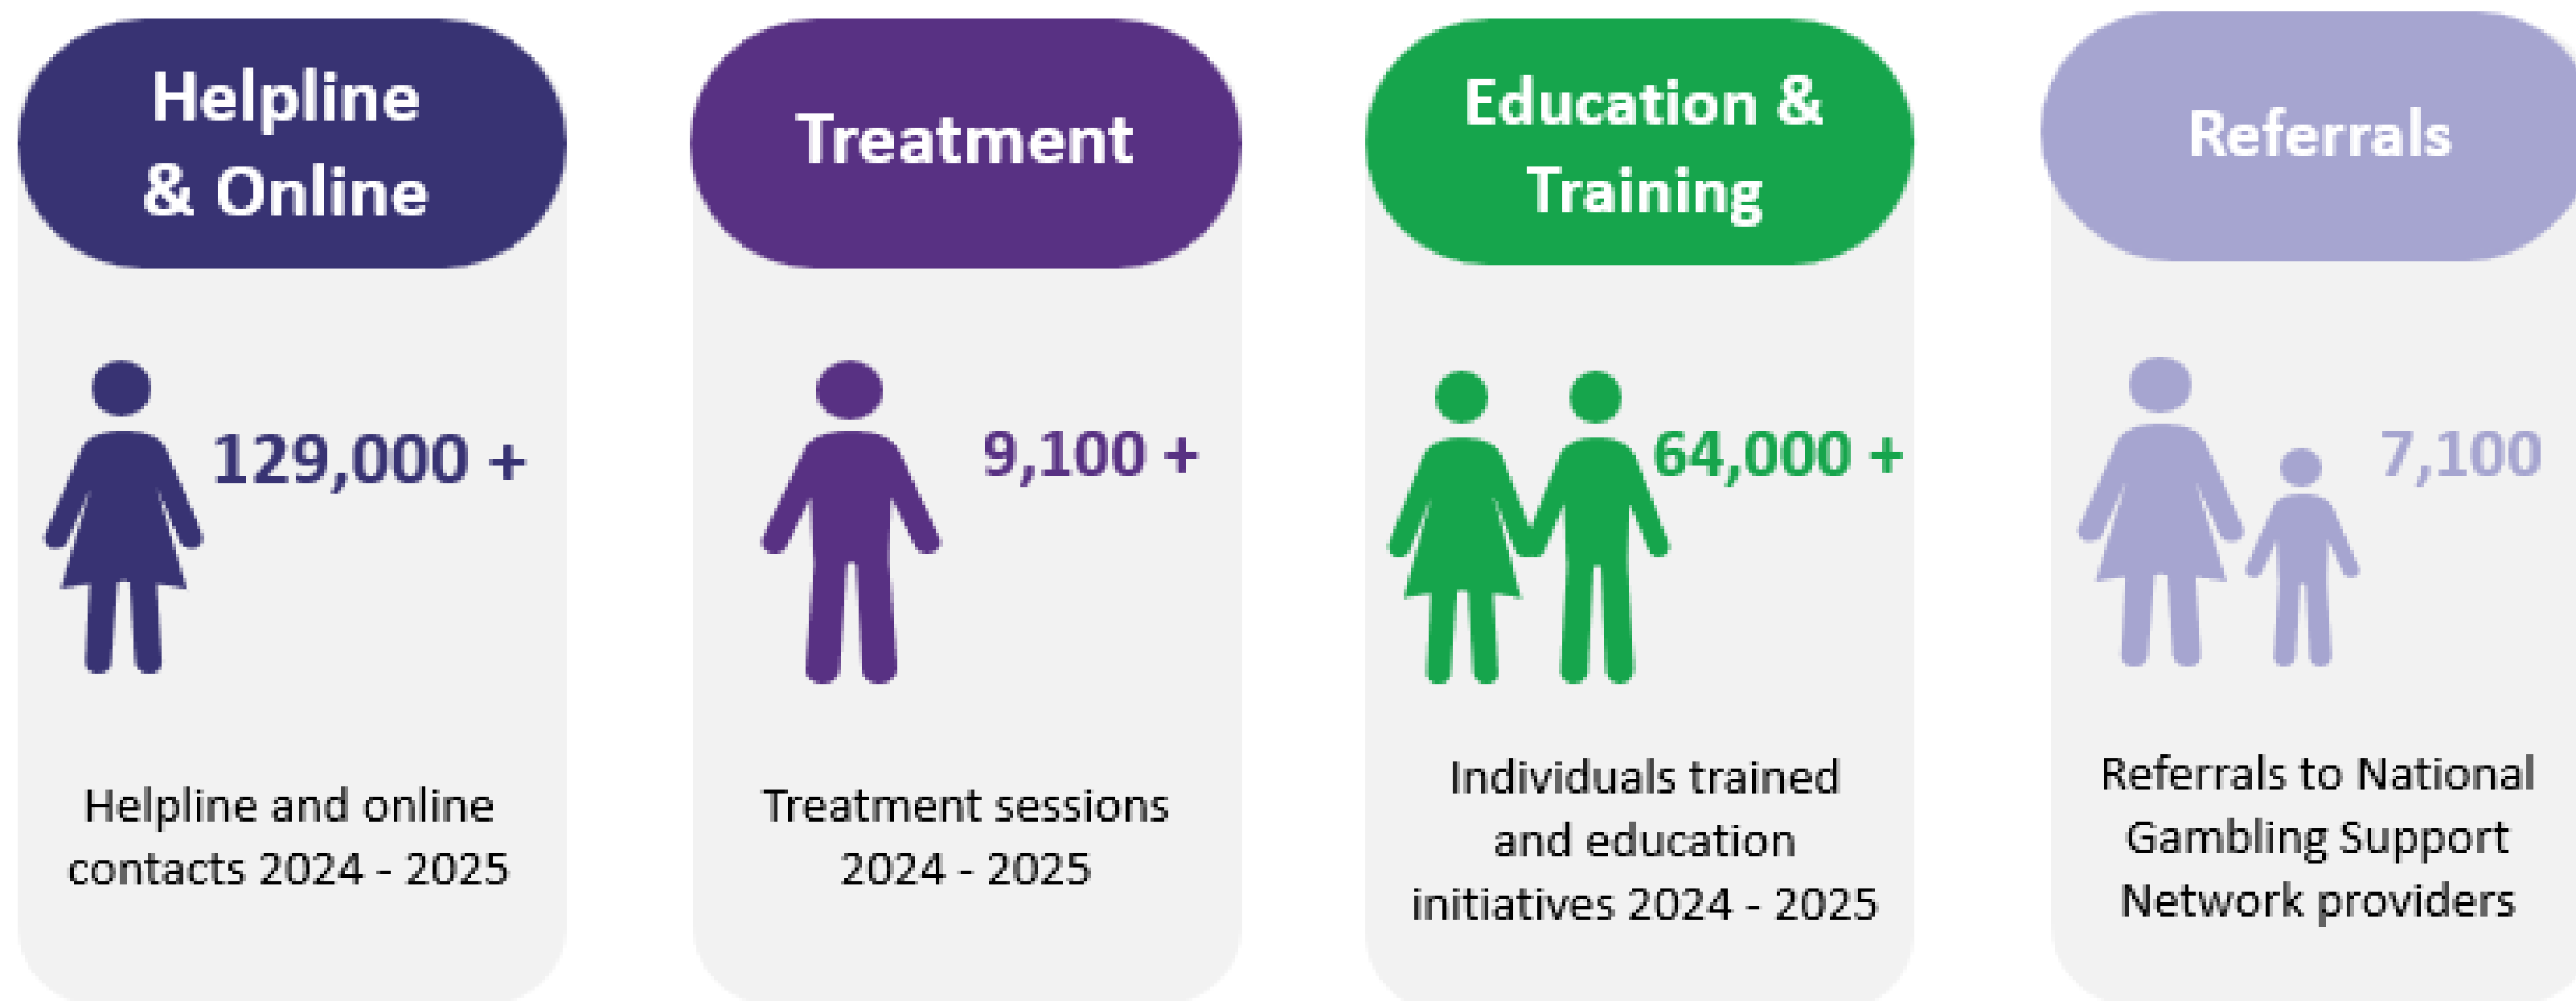 Helpline
& Online
129,000 +
Helpline and online
contacts 2024 - 2025
Treatment
9,100 +
Treatment sessions
2024 - 2025
Education &
Training
64,000 +
Individuals trained
and education
initiatives 2024 - 2025
Referrals
7,100
Referrals to National
Gambling Support
Network providers